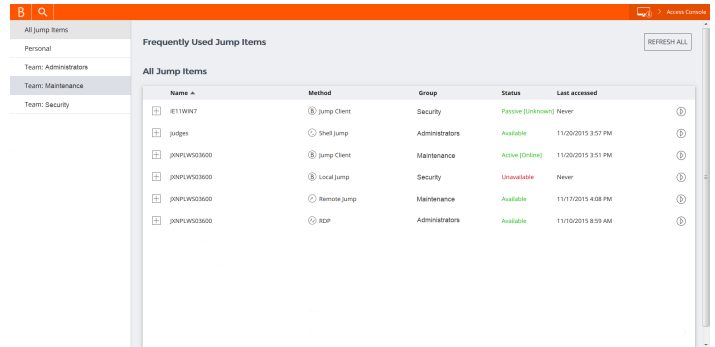 B
> Access Console
All Jump Items
Personal
Team: Administrators
Team: Maintenance
Team: Security
Frequently Used Jump Items
REFRESH ALL
All Jump Items
Name Method Group Status Last accessed
IE11WIN7 B Jump Client Security Passive [Unknown] Never
judges Shell Jump Administrators Available 11/20/2015 3:57 PM
JXNPLWS03600 B Jump Client Maintenance Active [Online] 11/20/2015 3:51 PM
JXNPLWS03600 B Local Jump Security Unavailable Never
JXNPLWS03600 Remote Jump Maintenance Available 11/17/2015 4:08 PM
JXNPLWS03600 RDP Administrators Available 11/10/2015 8:59 AM